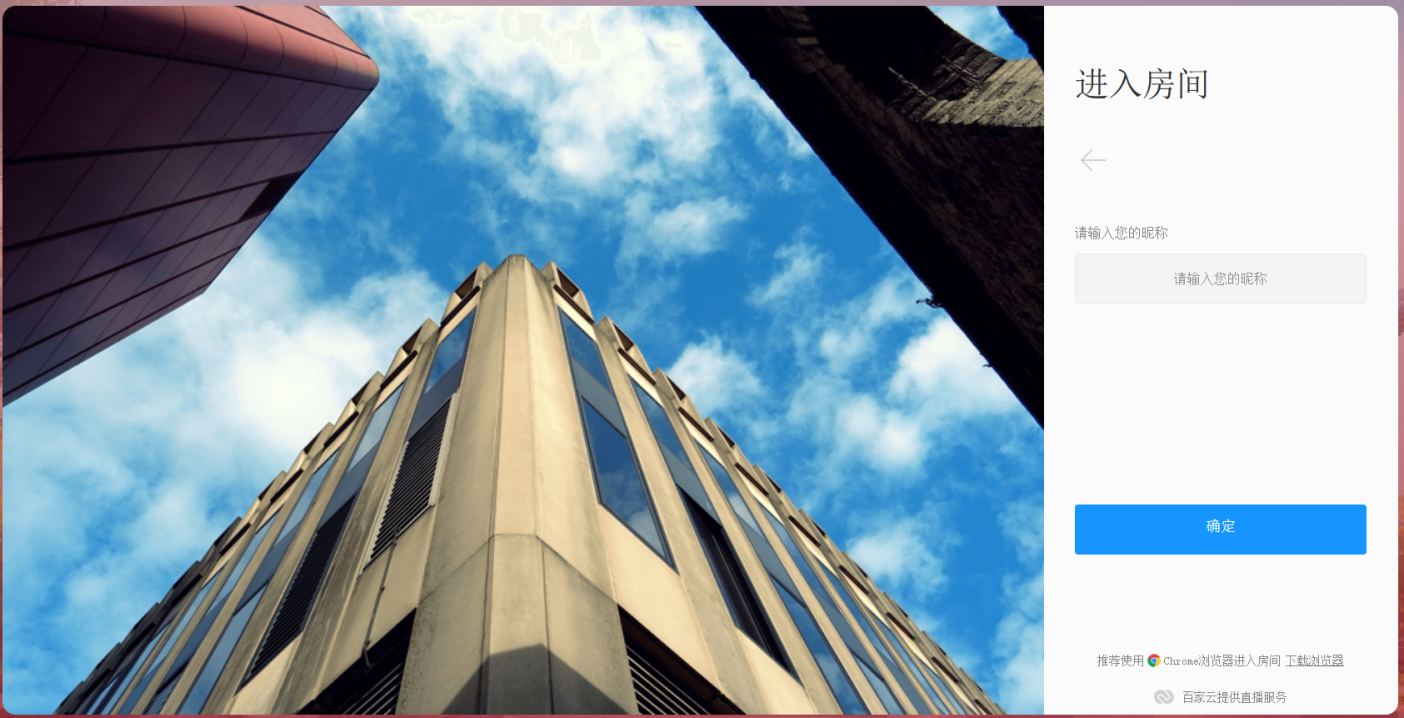 进入房间
请输入您的昵称
请输入您的昵称
确定
推荐使用 Chrome浏览器进入房间 下载浏览器
百家云提供直播服务